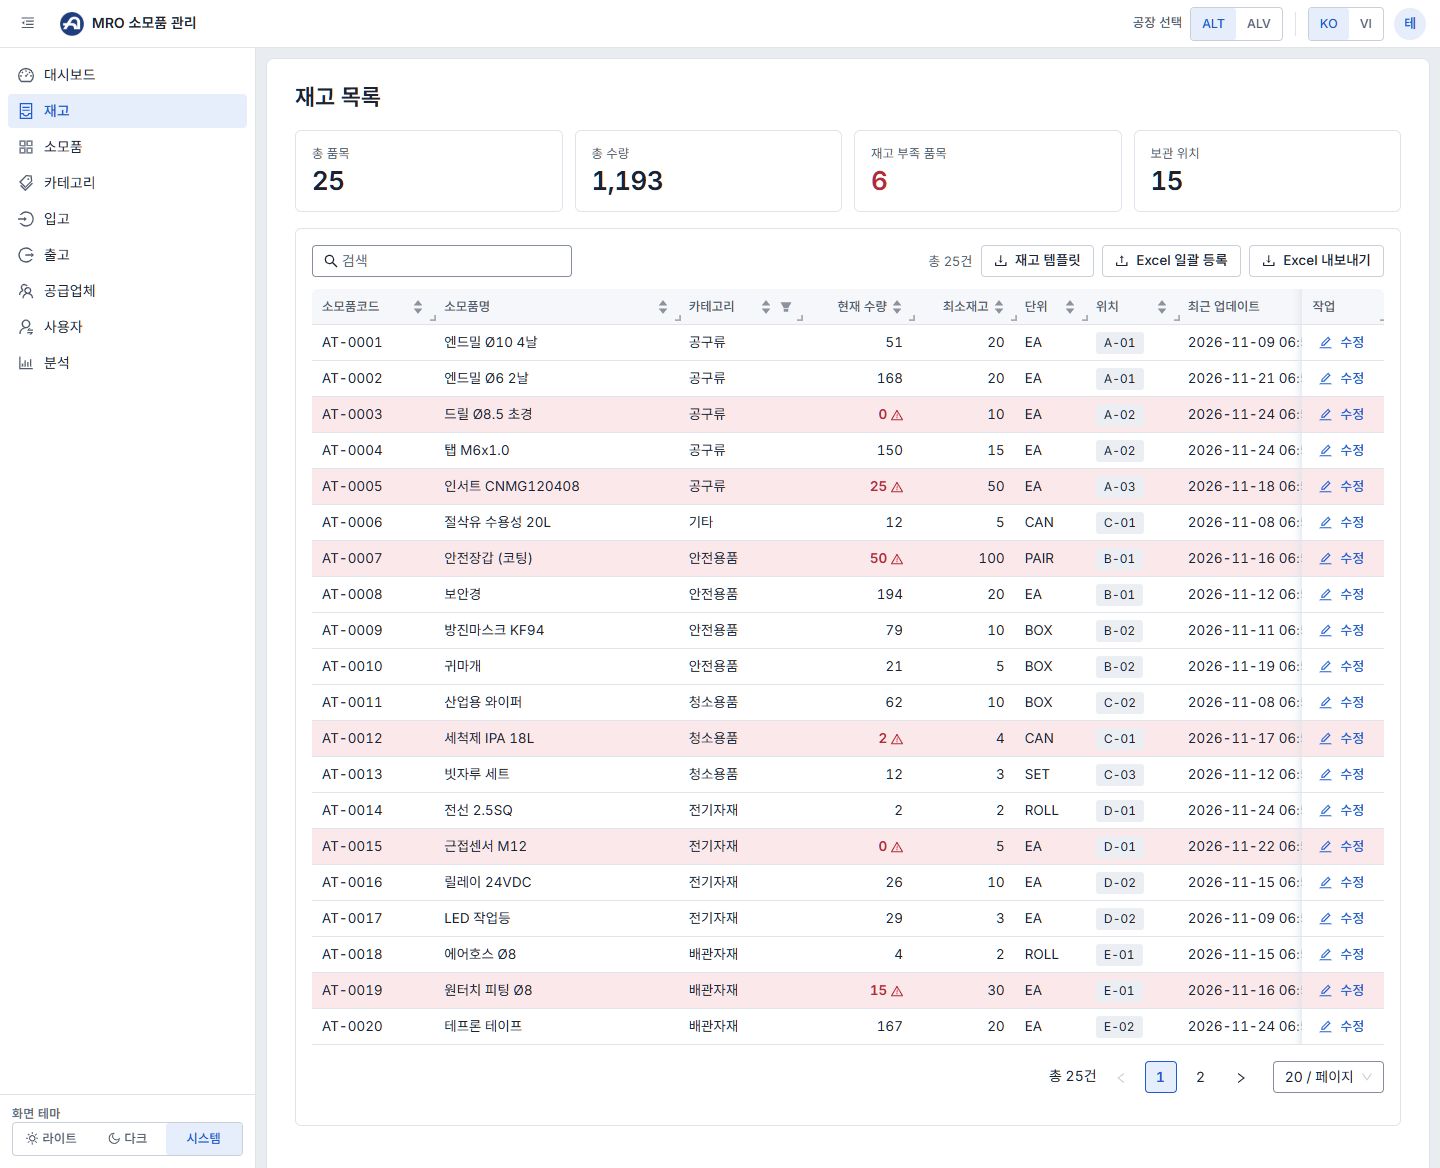 MRO 소모품 관리
공장 선택 ALT ALV KO VI 테
대시보드
재고
소모품
카테고리
입고
출고
공급업체
사용자
분석
화면 테마
라이트 다크 시스템
재고 목록
총 품목
25
총 수량
1,193
재고 부족 품목
6
보관 위치
15
검색 총 25건 재고 템플릿 Excel 일괄 등록 Excel 내보내기
소모품코드 소모품명 카테고리 현재 수량 최소재고 단위 위치 최근 업데이트 작업
AT-0001 엔드밀 Ø10 4날 공구류 51 20 EA A-01 2026-11-09 06: 수정
AT-0002 엔드밀 Ø6 2날 공구류 168 20 EA A-01 2026-11-21 06: 수정
AT-0003 드릴 Ø8.5 초경 공구류 0 10 EA A-02 2026-11-24 06: 수정
AT-0004 탭 M6x1.0 공구류 150 15 EA A-02 2026-11-24 06: 수정
AT-0005 인서트 CNMG120408 공구류 25 50 EA A-03 2026-11-18 06: 수정
AT-0006 절삭유 수용성 20L 기타 12 5 CAN C-01 2026-11-08 06: 수정
AT-0007 안전장갑 (코팅) 안전용품 50 100 PAIR B-01 2026-11-16 06: 수정
AT-0008 보안경 안전용품 194 20 EA B-01 2026-11-12 06: 수정
AT-0009 방진마스크 KF94 안전용품 79 10 BOX B-02 2026-11-11 06: 수정
AT-0010 귀마개 안전용품 21 5 BOX B-02 2026-11-19 06: 수정
AT-0011 산업용 와이퍼 청소용품 62 10 BOX C-02 2026-11-08 06: 수정
AT-0012 세척제 IPA 18L 청소용품 2 4 CAN C-01 2026-11-17 06: 수정
AT-0013 빗자루 세트 청소용품 12 3 SET C-03 2026-11-12 06: 수정
AT-0014 전선 2.5SQ 전기자재 2 2 ROLL D-01 2026-11-24 06: 수정
AT-0015 근접센서 M12 전기자재 0 5 EA D-01 2026-11-22 06: 수정
AT-0016 릴레이 24VDC 전기자재 26 10 EA D-02 2026-11-15 06: 수정
AT-0017 LED 작업등 전기자재 29 3 EA D-02 2026-11-09 06: 수정
AT-0018 에어호스 Ø8 배관자재 4 2 ROLL E-01 2026-11-15 06: 수정
AT-0019 원터치 피팅 Ø8 배관자재 15 30 EA E-01 2026-11-16 06: 수정
AT-0020 테프론 테이프 배관자재 167 20 EA E-02 2026-11-24 06: 수정
총 25건 1 2 20 / 페이지